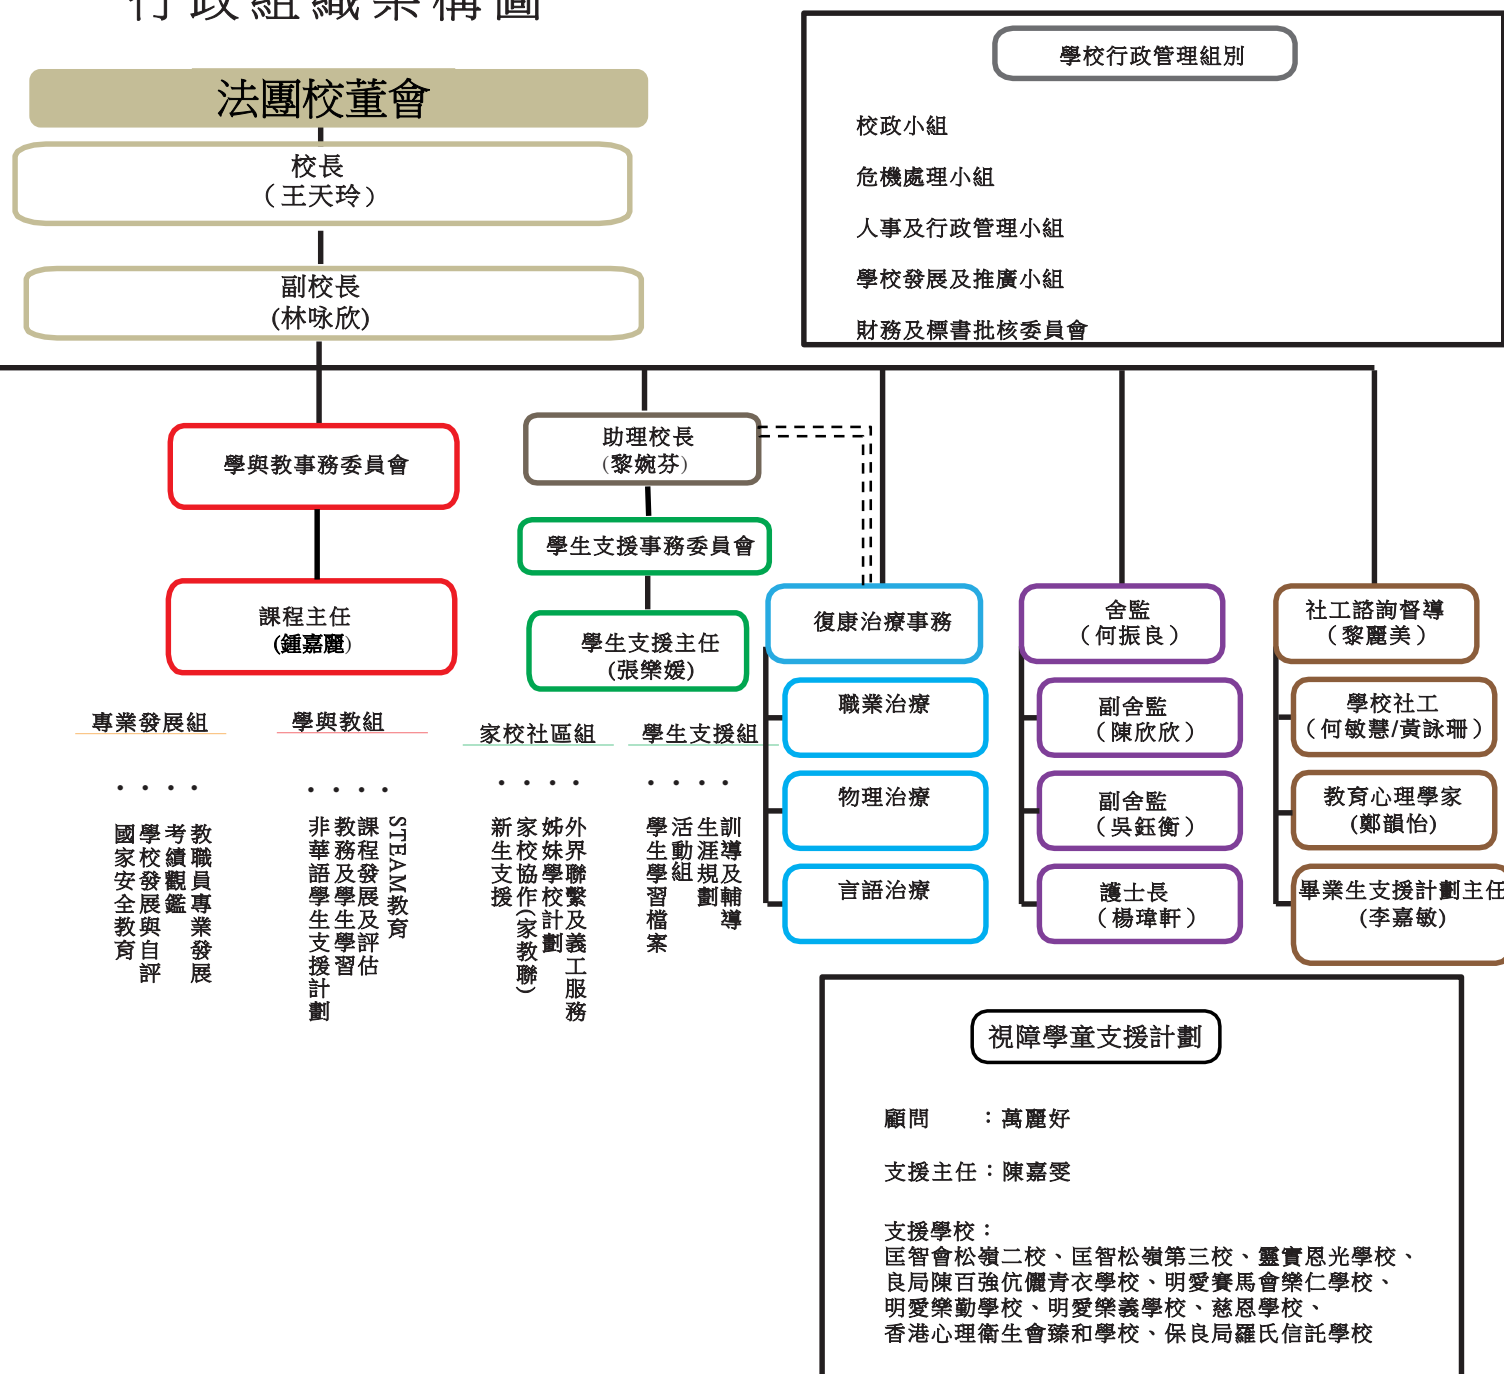 行政組織架構圖
法團校董會
校長
（王天玲）
副校長
(林咏欣)
學校行政管理組別
校政小組
危機處理小組
人事及行政管理小組
學校發展及推廣小組
財務及標書批核委員會
學與教事務委員會
課程主任
(鍾嘉麗)
助理校長
(黎婉芬)
學生支援事務委員會
學生支援主任
(張樂媛)
復康治療事務
職業治療
物理治療
言語治療
舍監
（何振良）
副舍監
（陳欣欣）
副舍監
（吳鈺衡）
護士長
（楊瑋軒）
社工諮詢督導
（黎麗美）
學校社工
（何敏慧/黃詠珊）
教育心理學家
(鄭韻怡)
畢業生支援計劃主任
(李嘉敏)
專業發展組
• 教職員專業發展
• 考績觀鑑
• 學校發展與自評
• 國家安全教育
學與教組
• STEAM教育
• 課程發展及評估
• 教務及學生學習
• 非華語學生支援計劃
家校社區組
• 外界聯繫及義工服務
• 姊妹學校計劃
• 家校協作(家教聯)
• 新生支援
學生支援組
• 訓導及輔導
• 生涯規劃
• 活動組
• 學生學習檔案
視障學童支援計劃
顧問　　：萬麗好
支援主任：陳嘉雯
支援學校：
匡智會松嶺二校、匡智松嶺第三校、靈實恩光學校、
良局陳百強伉儷青衣學校、明愛賽馬會樂仁學校、
明愛樂勤學校、明愛樂義學校、慈恩學校、
香港心理衞生會臻和學校、保良局羅氏信託學校